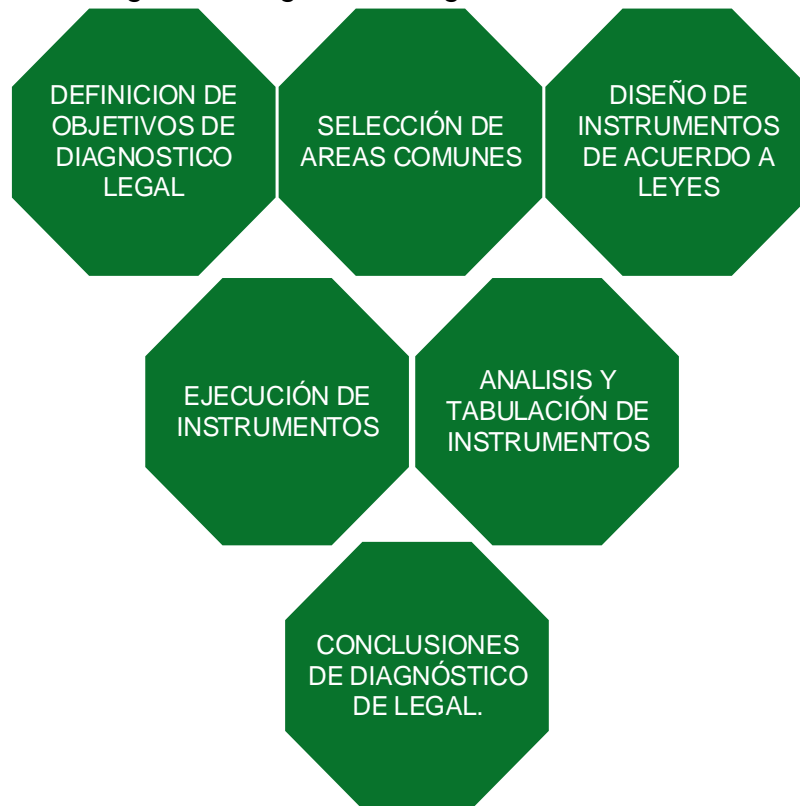 DEFINICION DE
OBJETIVOS DE
DIAGNOSTICO
LEGAL
SELECCIÓN DE
AREAS COMUNES
DISEÑO DE
INSTRUMENTOS
DE ACUERDO A
LEYES
EJECUCIÓN DE
INSTRUMENTOS
ANALISIS Y
TABULACIÓN DE
INSTRUMENTOS
CONCLUSIONES
DE DIAGNÓSTICO
DE LEGAL.